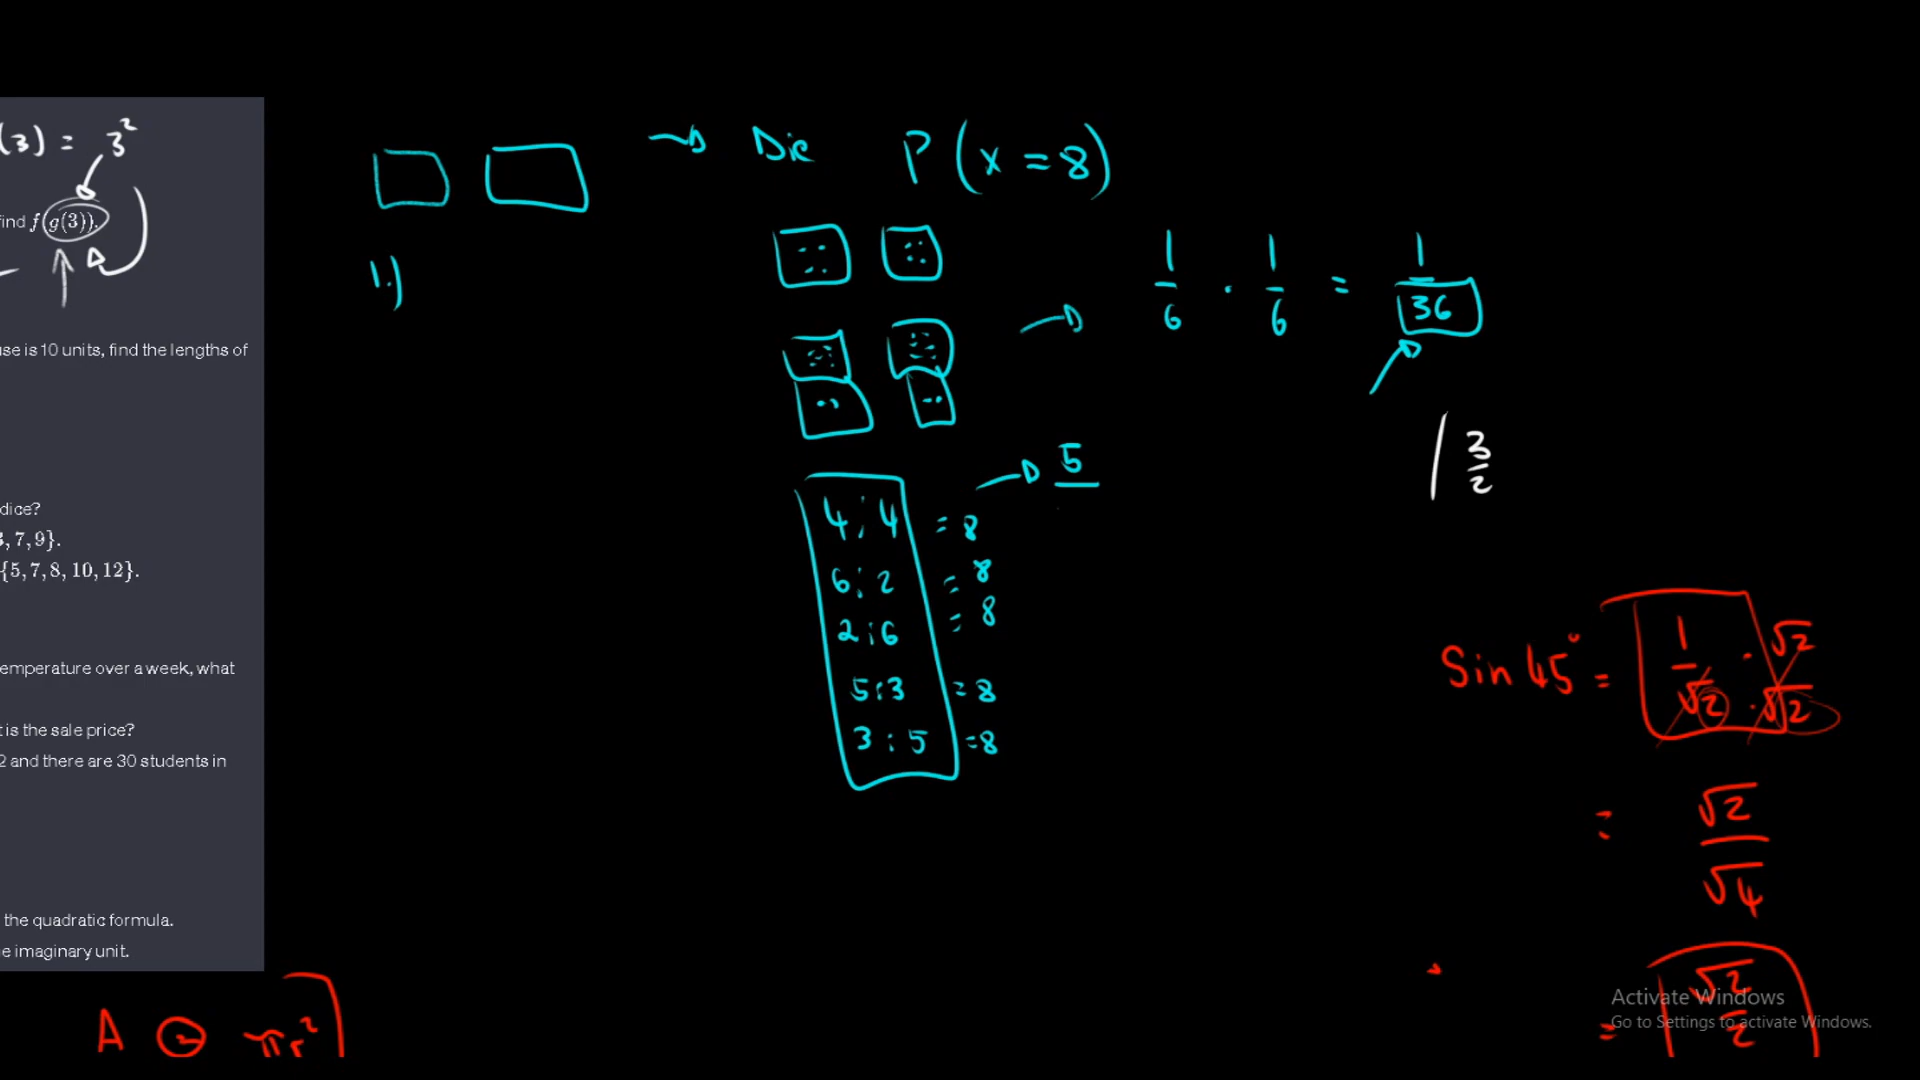 (3) = 3²
ind f(g(3)).
use is 10 units, find the lengths of
dice?
3, 7, 9}.
{5, 7, 8, 10, 12}.
emperature over a week, what
t is the sale price?
2 and there are 30 students in
the quadratic formula.
e imaginary unit.
A = πr²
Die P(x = 8)
1.)
1/6 · 1/6 = 1/36
5
4 ; 4 = 8
6 ; 2 = 8
2 ; 6 = 8
5 ; 3 = 8
3 ; 5 = 8
3/2
Sin 45° = 1/√2 · √2/√2
= √2/√4
= √2/2
Activate Windows
Go to Settings to activate Windows.